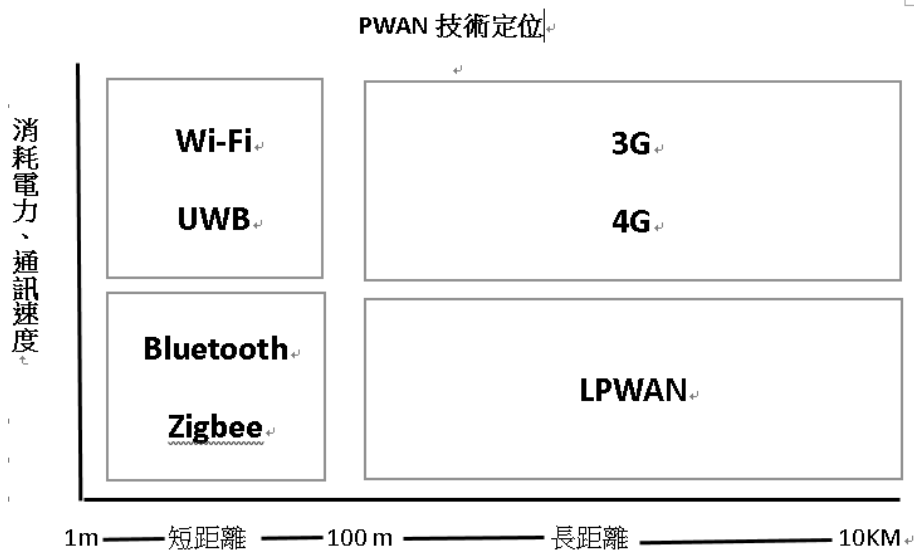 PWAN 技術定位
消耗電力、通訊速度
Wi-Fi
UWB
3G
4G
Bluetooth
Zigbee
LPWAN
1m 短距離 100 m 長距離 10KM